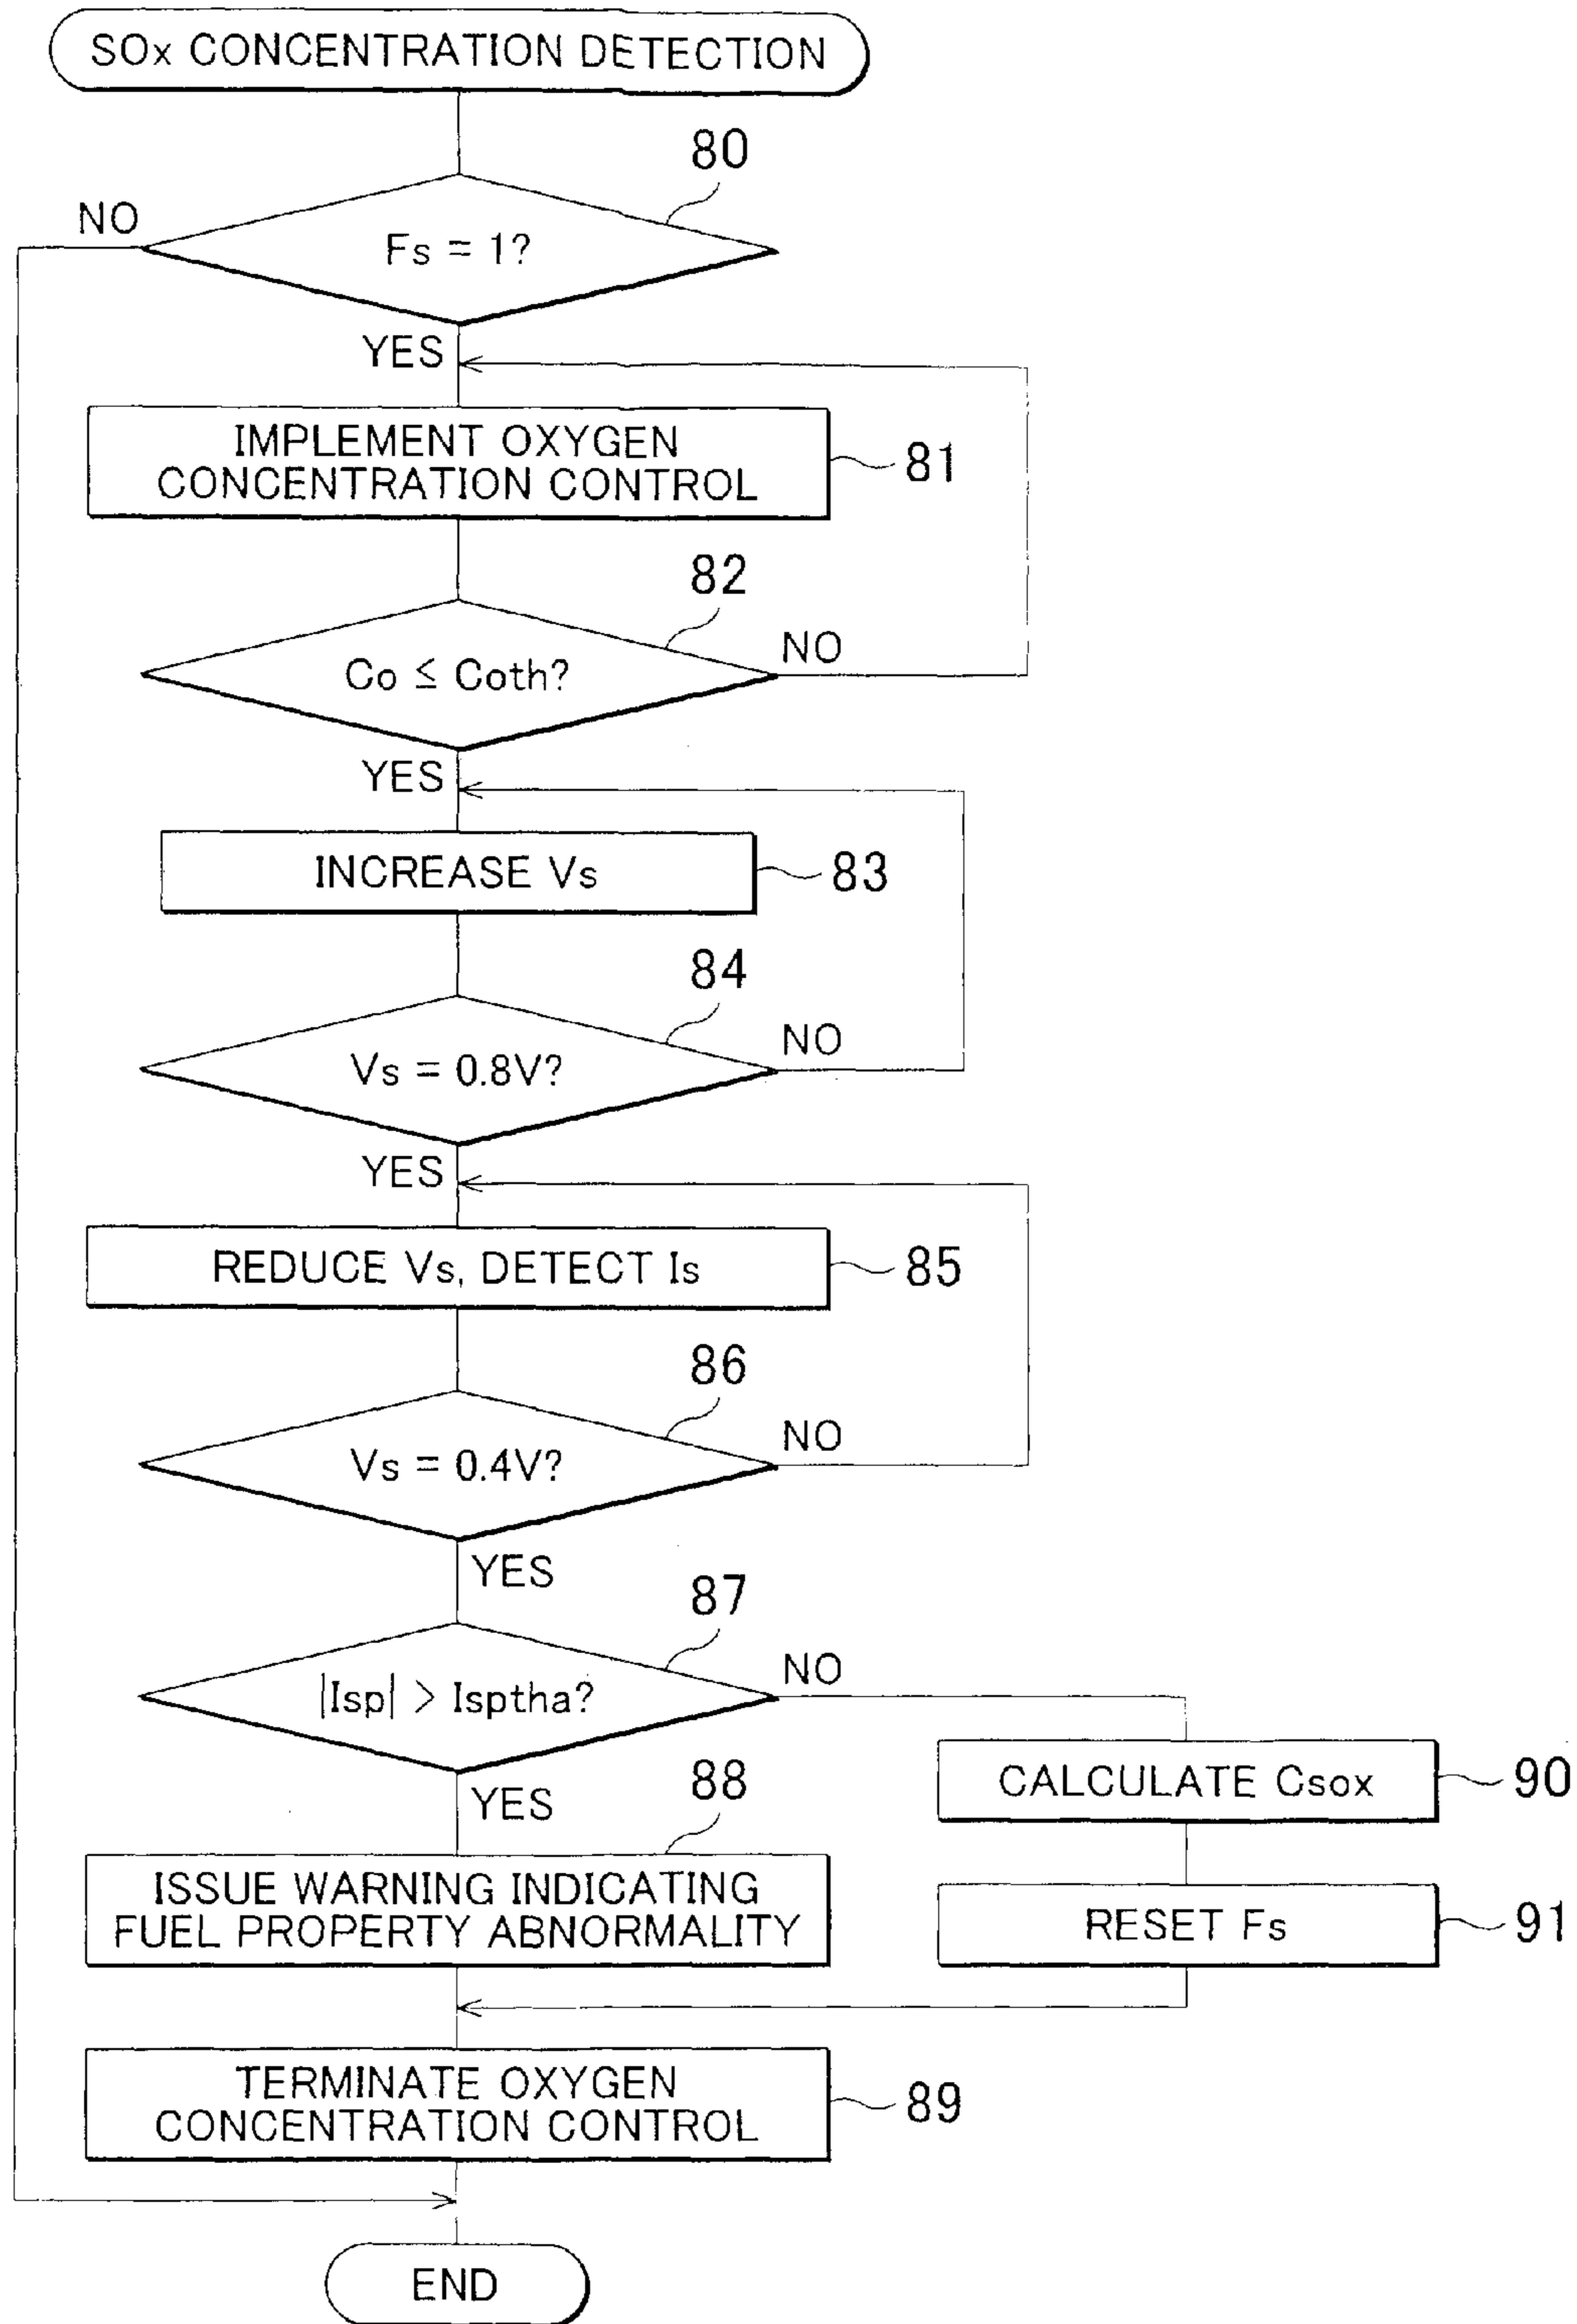 SOx CONCENTRATION DETECTION
80
NO
Fs = 1?
YES
IMPLEMENT OXYGEN
CONCENTRATION CONTROL
81
82
NO
Co ≤ Coth?
YES
INCREASE Vs
83
84
NO
Vs = 0.8V?
YES
REDUCE Vs, DETECT Is
85
86
NO
Vs = 0.4V?
YES
87
NO
|Isp| > Isptha?
CALCULATE Csox
90
88
YES
ISSUE WARNING INDICATING
FUEL PROPERTY ABNORMALITY
RESET Fs
91
TERMINATE OXYGEN
CONCENTRATION CONTROL
89
END